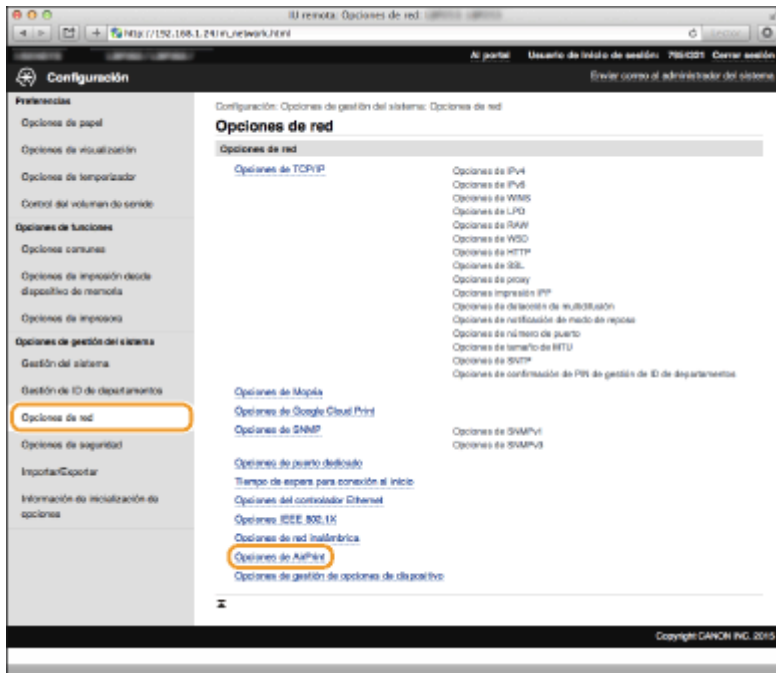 IU remota: Opciones de red:
http://192.168.1.24/m_network.html
Lector
Al portal Usuario de inicio de sesión: 7654321 Cerrar sesión
Configuración
Enviar correo al administrador del sistema
Preferencias
Opciones de papel
Opciones de visualización
Opciones de temporizador
Control del volumen de sonido
Opciones de funciones
Opciones comunes
Opciones de impresión desde
dispositivo de memoria
Opciones de impresora
Opciones de gestión del sistema
Gestión del sistema
Gestión de ID de departamentos
Opciones de red
Opciones de seguridad
Importar/Exportar
Información de inicialización de
opciones
Configuración: Opciones de gestión del sistema: Opciones de red
Opciones de red
Opciones de red
Opciones de TCP/IP
Opciones de IPv4
Opciones de IPv6
Opciones de WINS
Opciones de LPD
Opciones de RAW
Opciones de WSD
Opciones de HTTP
Opciones de SSL
Opciones de proxy
Opciones impresión IPP
Opciones de detección de multidifusión
Opciones de notificación de modo de reposo
Opciones de número de puerto
Opciones de tamaño de MTU
Opciones de SNTP
Opciones de confirmación de PIN de gestión de ID de departamentos
Opciones de Mopria
Opciones de Google Cloud Print
Opciones de SNMP
Opciones de SNMPv1
Opciones de SNMPv3
Opciones de puerto dedicado
Tiempo de espera para conexión al inicio
Opciones del controlador Ethernet
Opciones IEEE 802.1X
Opciones de red inalámbrica
Opciones de AirPrint
Opciones de gestión de opciones de dispositivo
Copyright CANON INC. 2015